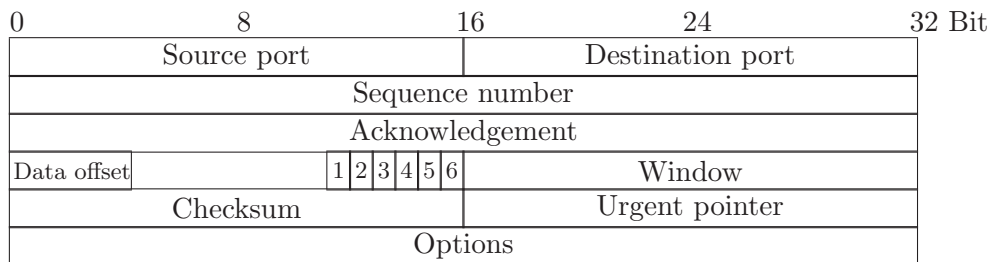 0 8 16 24 32 Bit
Source port Destination port
Sequence number
Acknowledgement
Data offset 1 2 3 4 5 6 Window
Checksum Urgent pointer
Options